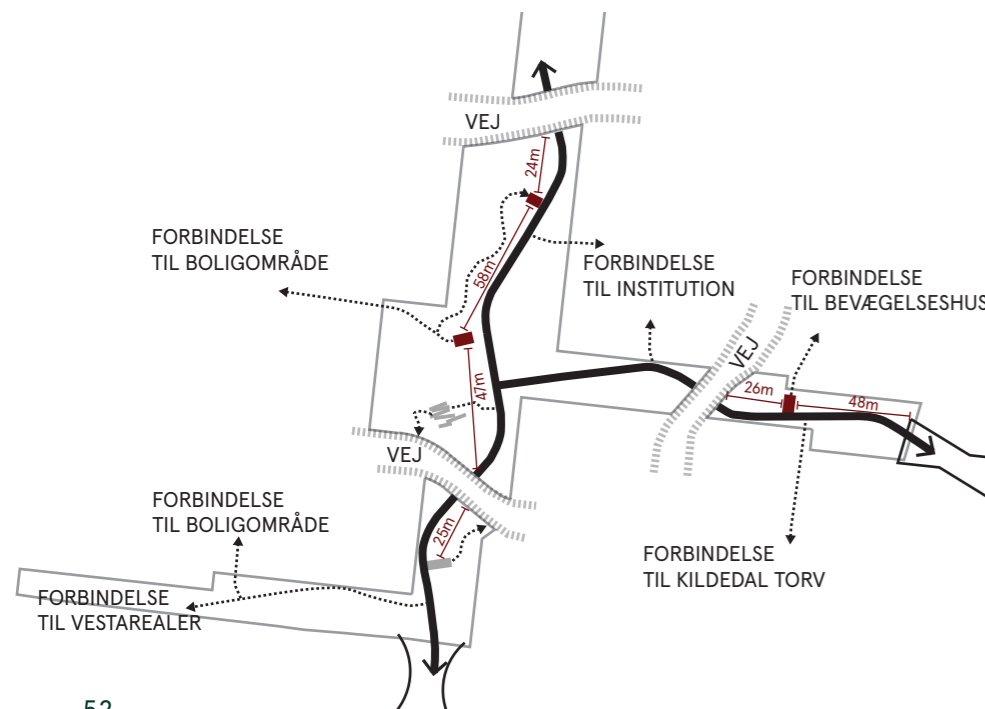 VEJ
24m
FORBINDELSE
TIL BOLIGOMRÅDE
58m
FORBINDELSE
TIL INSTITUTION
FORBINDELSE
TIL BEVÆGELSESHUS
VEJ
47m
26m
48m
VEJ
FORBINDELSE
TIL BOLIGOMRÅDE
25m
FORBINDELSE
TIL KILDEDAL TORV
FORBINDELSE
TIL VESTAREALER
52